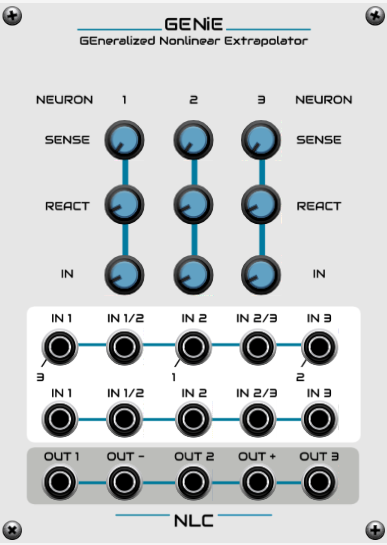 GENiE
GEneralized Nonlinear Extrapolator
NEURON 1 2 3 NEURON
SENSE SENSE
REACT REACT
IN IN
IN 1 IN 1/2 IN 2 IN 2/3 IN 3
3 1 2
IN 1 IN 1/2 IN 2 IN 2/3 IN 3
OUT 1 OUT - OUT 2 OUT + OUT 3
NLC